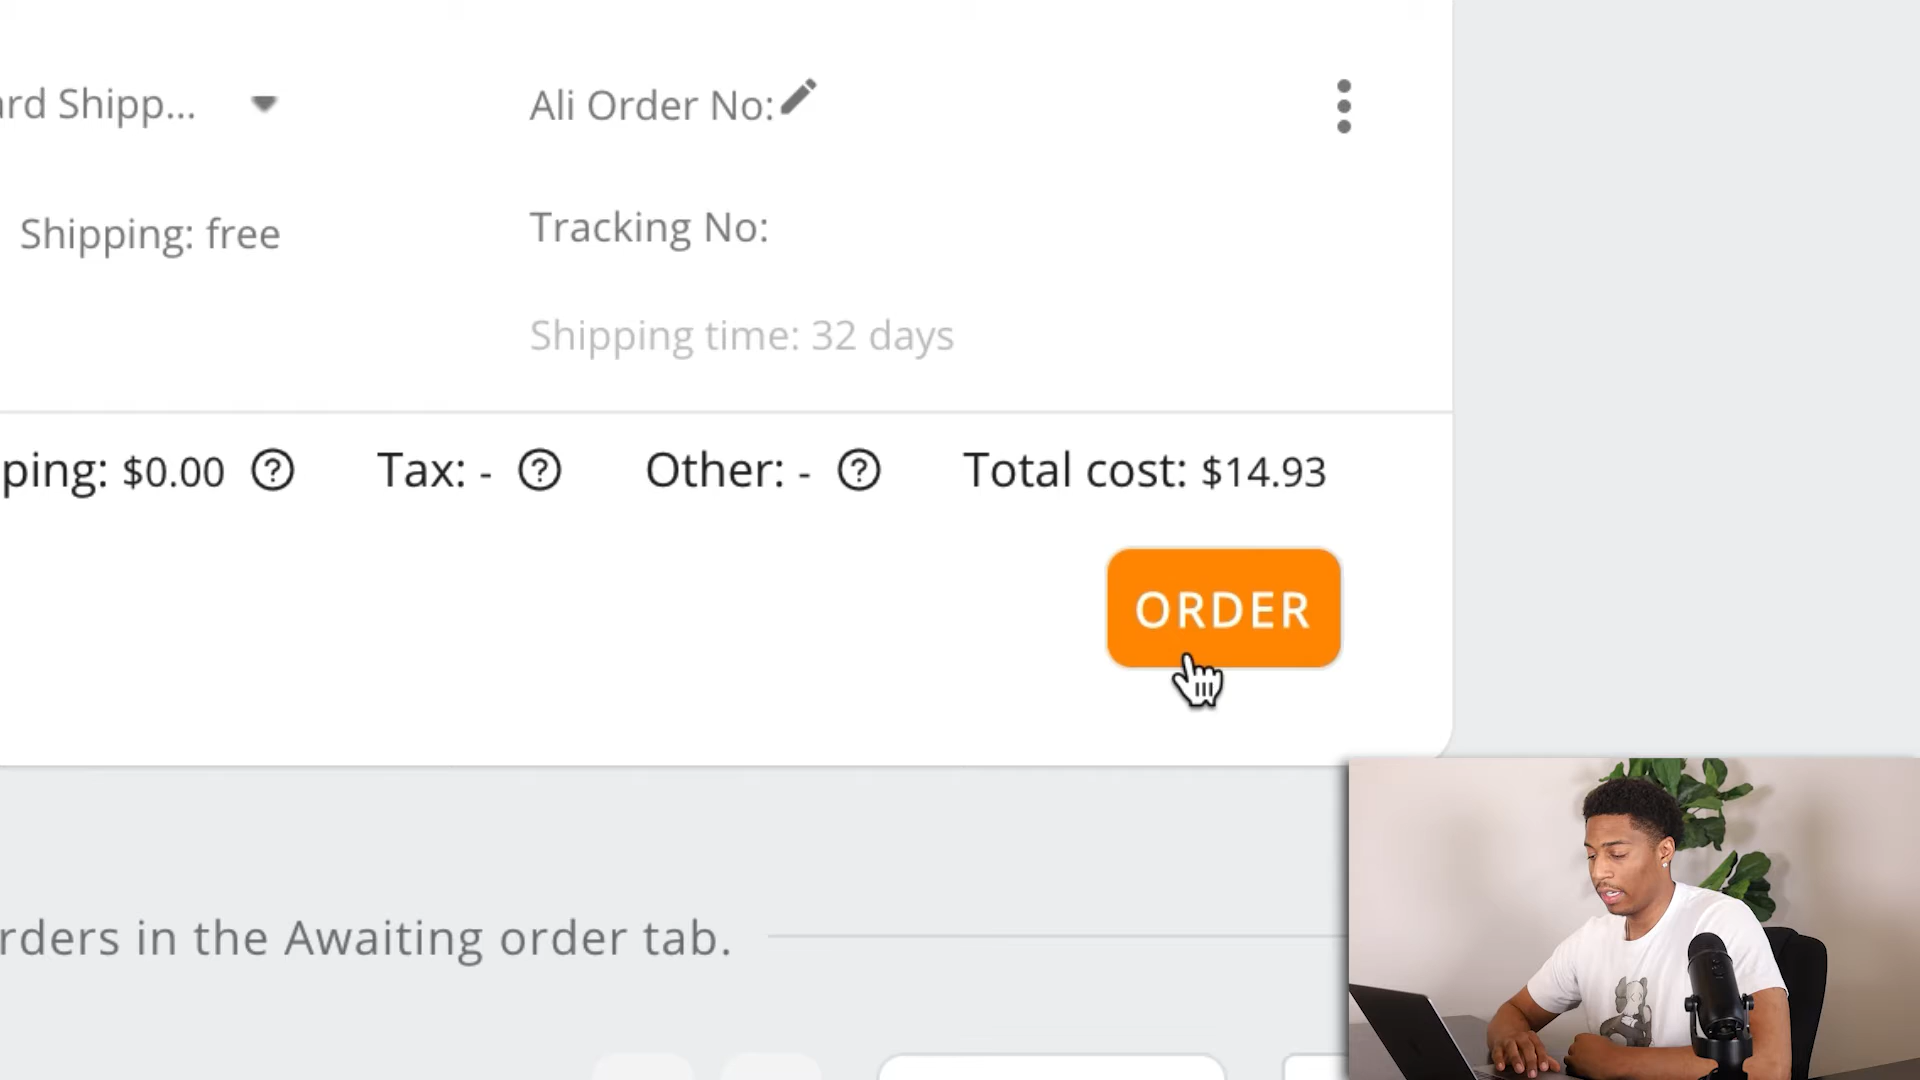 ard Shipp...
Ali Order No:
Shipping: free
Tracking No:
Shipping time: 32 days
ping: $0.00
Tax: -
Other: -
Total cost: $14.93
ORDER
rders in the Awaiting order tab.